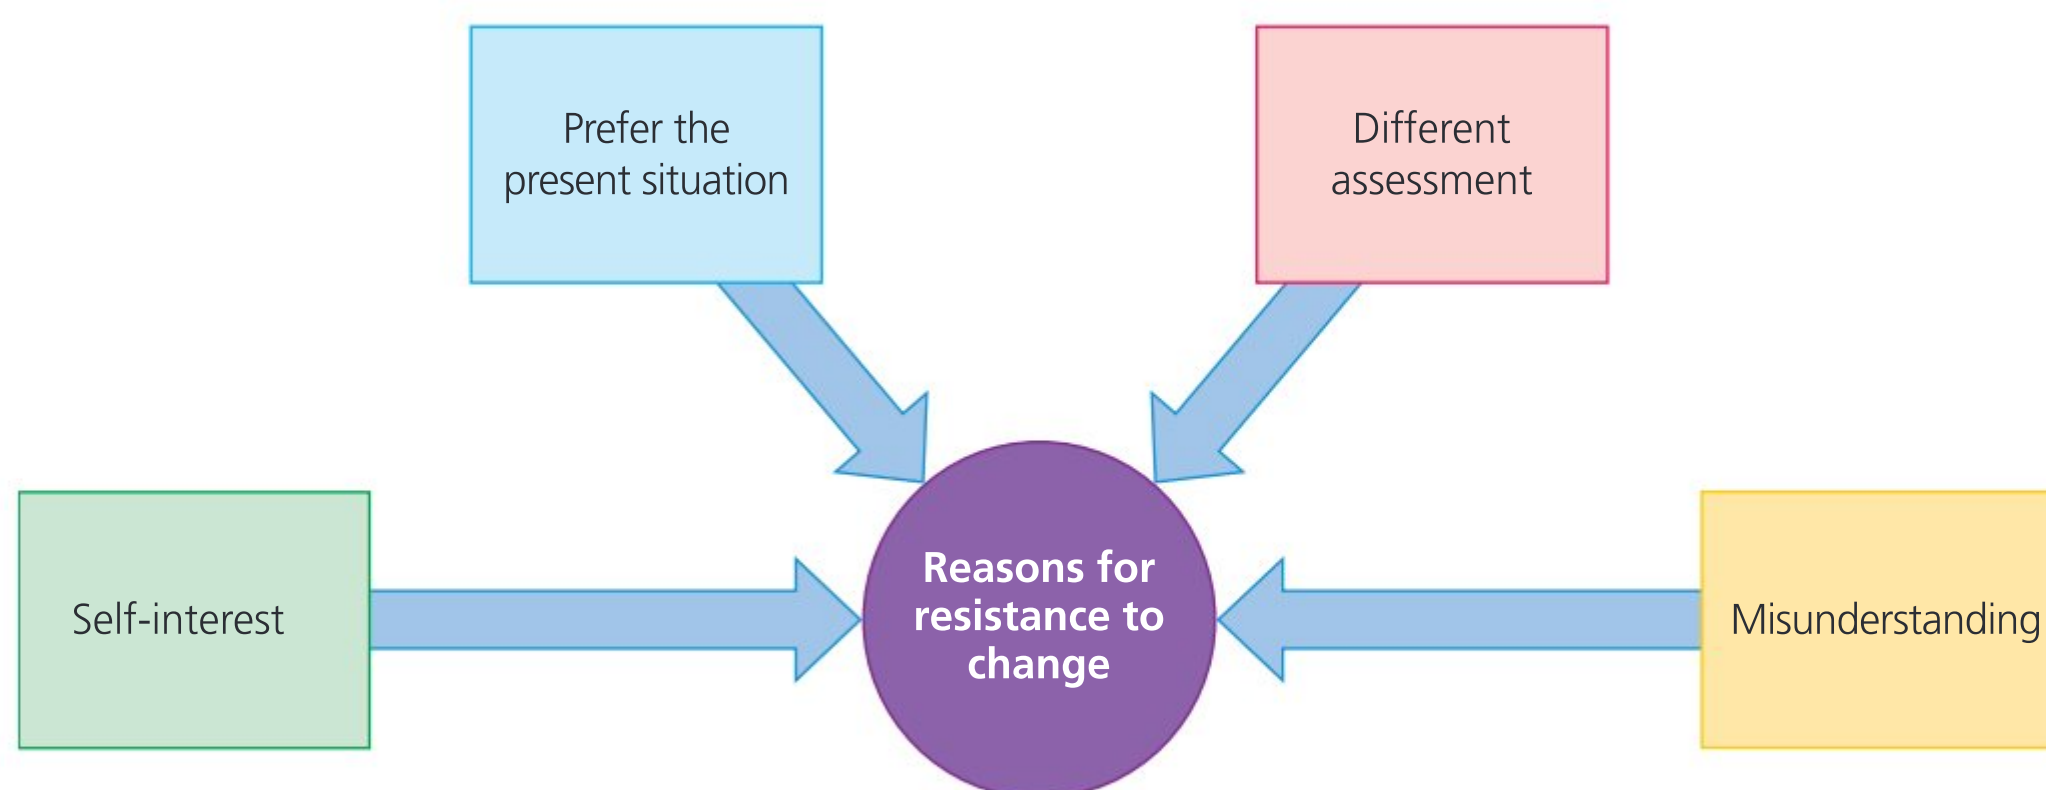 Prefer the
present situation
Different
assessment
Self-interest
Reasons for
resistance to
change
Misunderstanding